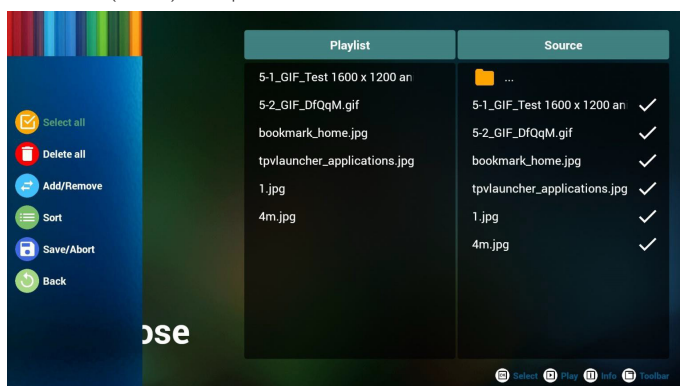 Playlist
Source
5-1_GIF_Test 1600 x 1200 an
5-2_GIF_DfQqM.gif
bookmark_home.jpg
tpvlauncher_applications.jpg
1.jpg
4m.jpg
...
5-1_GIF_Test 1600 x 1200 an
5-2_GIF_DfQqM.gif
bookmark_home.jpg
tpvlauncher_applications.jpg
1.jpg
4m.jpg
Select all
Delete all
Add/Remove
Sort
Save/Abort
Back
ose
Select Play Info Toolbar